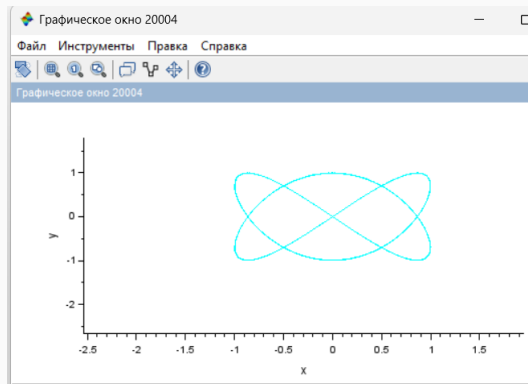 Графическое окно 20004
Файл Инструменты Правка Справка
Графическое окно 20004
1
0
-1
-2
y
-2.5 -2 -1.5 -1 -0.5 0 0.5 1 1.5
x